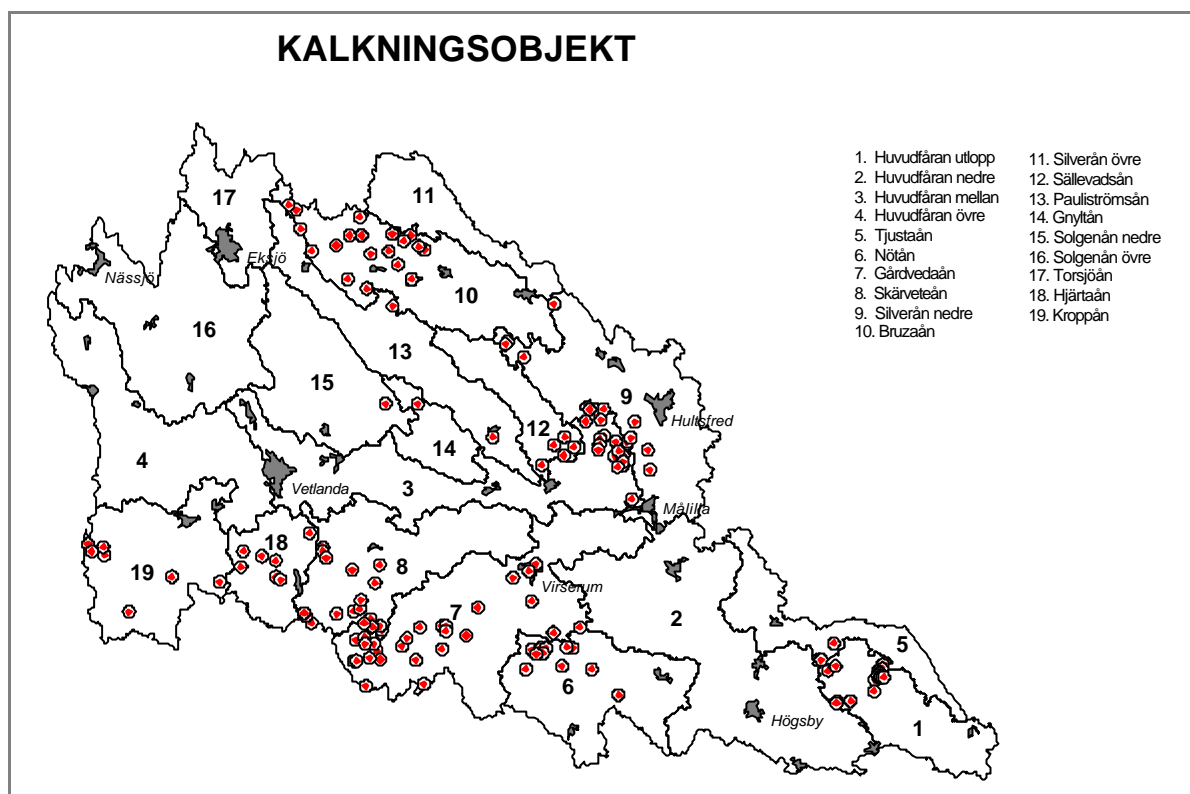 KALKNINGSOBJEKT
1. Huvudfåran utlopp
2. Huvudfåran nedre
3. Huvudfåran mellan
4. Huvudfåran övre
5. Tjustaån
6. Nötån
7. Gårdvedaån
8. Skärveteån
9. Silverån nedre
10. Bruzaån
11. Silverån övre
12. Sällevadsån
13. Pauliströmsån
14. Gnyltån
15. Solgenån nedre
16. Solgenån övre
17. Torsjöån
18. Hjärtaån
19. Kroppån
17
11
Eksjö
Nässjö
10
16
13
15
9
Hultsfred
12
14
4
Vetlanda
3
Målilla
18
19
8
Virserum
7
2
5
6
Högsby
1